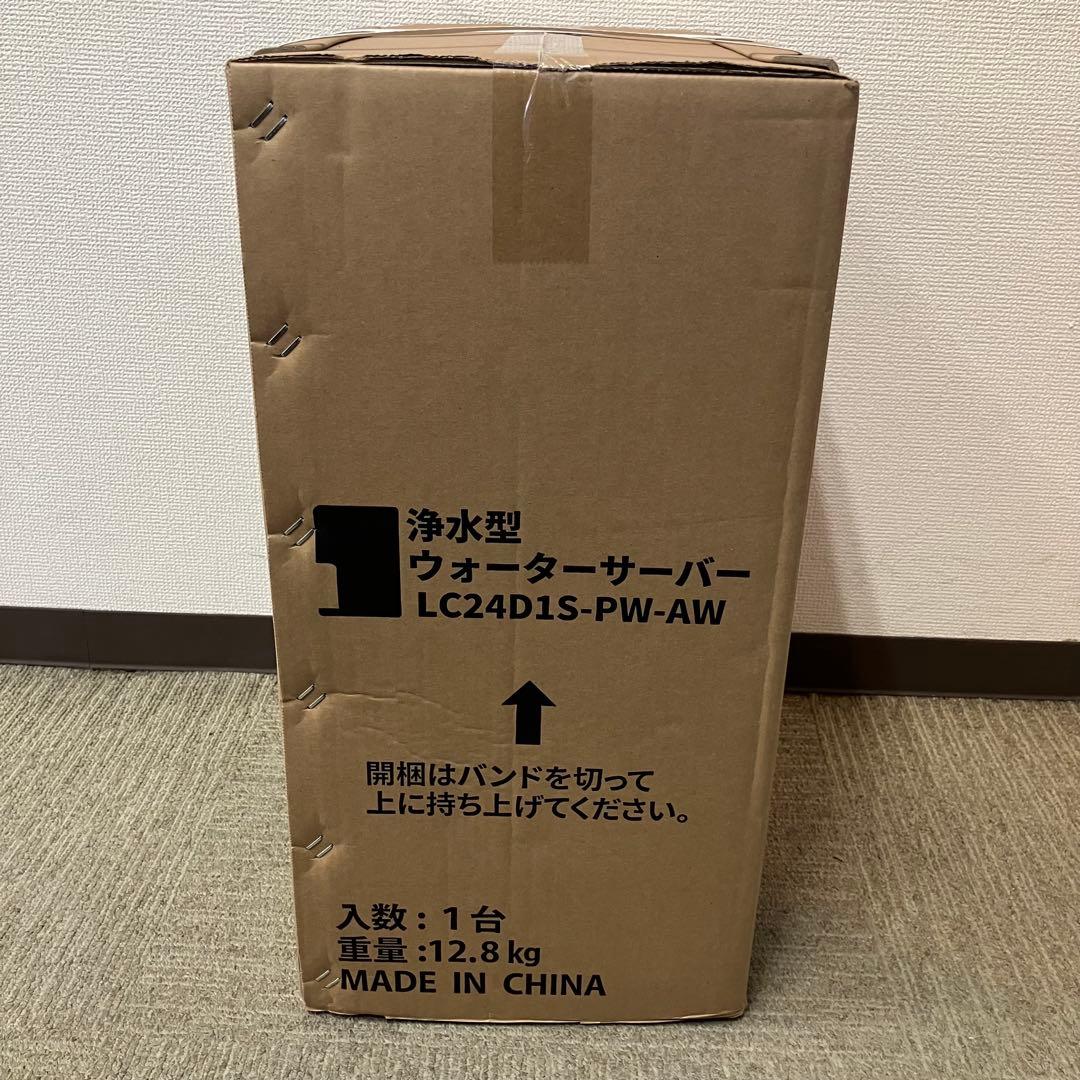 浄水型
ウォーターサーバー
LC24D1S-PW-AW
開梱はバンドを切って
上に持ち上げてください。
入数: 1台
重量:12.8kg
MADE IN CHINA